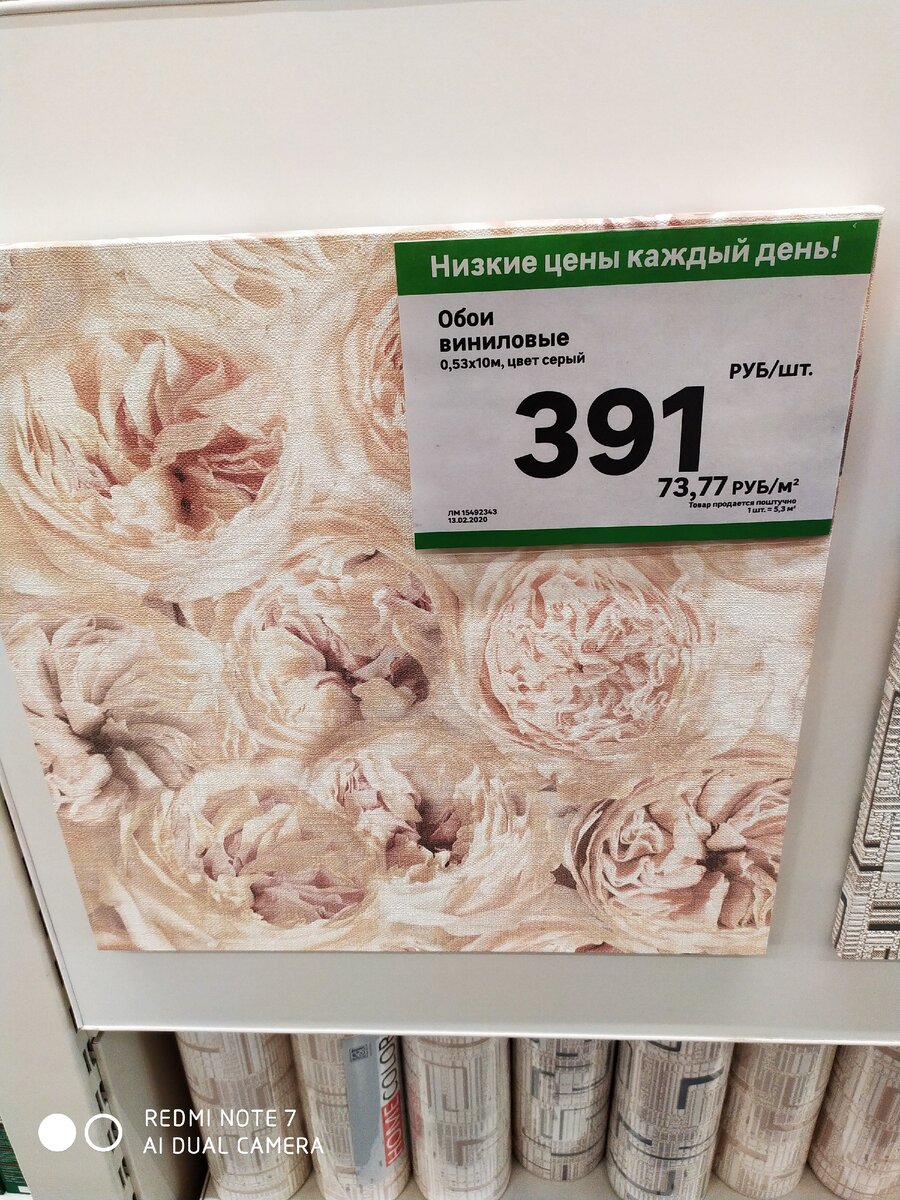 Низкие цены каждый день!
Обои
виниловые
0,53х10м, цвет серый
РУБ/шт.
391
73,77 РУБ/м²
Товар продается поштучно
1 шт. = 5,3 м²
ЛМ 15492343
13.02.2020
HOME COLOR
REDMI NOTE 7
AI DUAL CAMERA